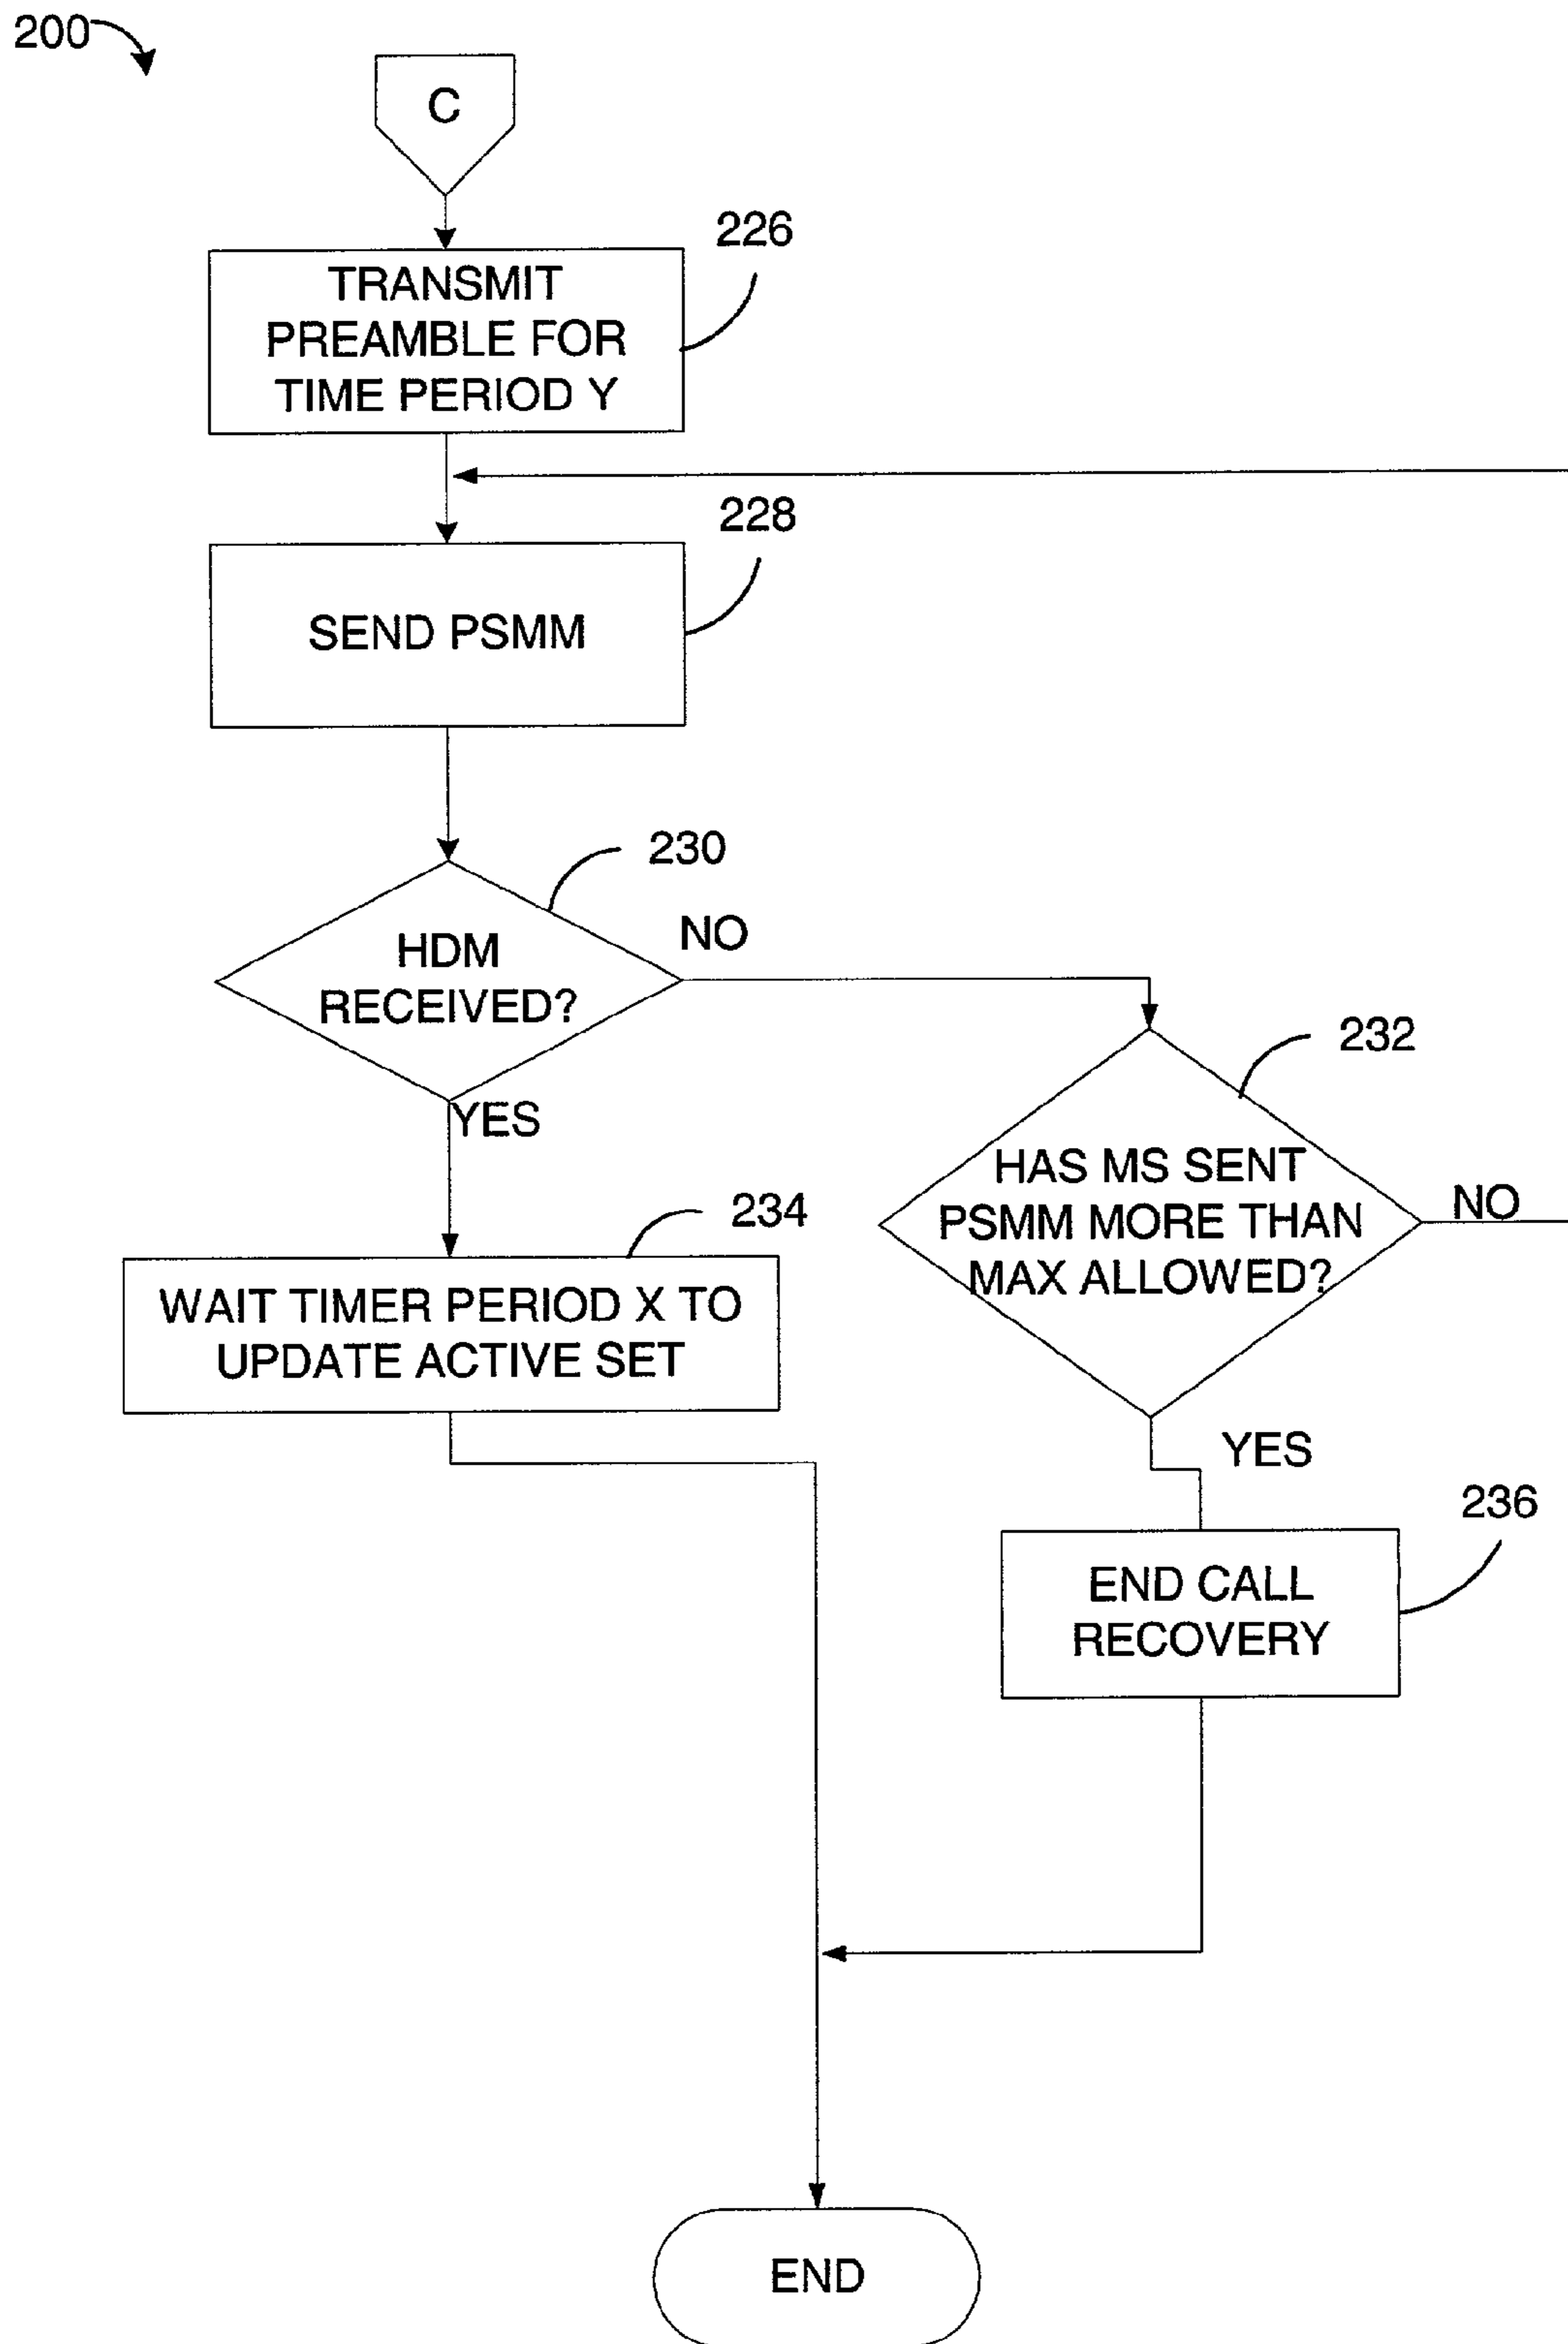 200
C
226
TRANSMIT
PREAMBLE FOR
TIME PERIOD Y
228
SEND PSMM
230
HDM
RECEIVED?
NO
YES
232
HAS MS SENT
PSMM MORE THAN
MAX ALLOWED?
NO
YES
234
WAIT TIMER PERIOD X TO
UPDATE ACTIVE SET
236
END CALL
RECOVERY
END